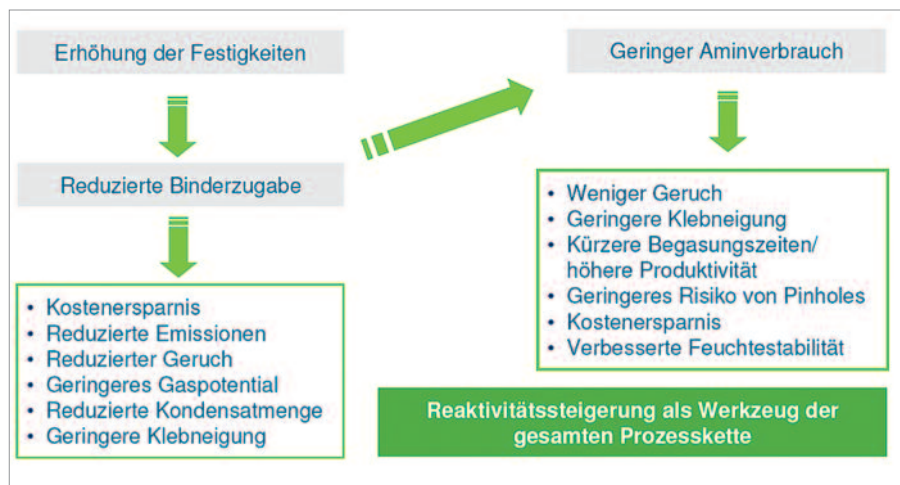 Erhöhung der Festigkeiten
Reduzierte Binderzugabe
• Kostenersparnis
• Reduzierte Emissionen
• Reduzierter Geruch
• Geringeres Gaspotential
• Reduzierte Kondensatmenge
• Geringere Klebneigung
Geringer Aminverbrauch
• Weniger Geruch
• Geringere Klebneigung
• Kürzere Begasungszeiten/
höhere Produktivität
• Geringeres Risiko von Pinholes
• Kostenersparnis
• Verbesserte Feuchtestabilität
Reaktivitätssteigerung als Werkzeug der
gesamten Prozesskette